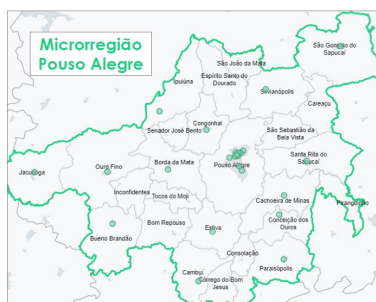 Microrregião
Pouso Alegre
São Gonçalo do
Sapucaí
São João da Mata
Ipuiúna
Espírito Santo do
Dourado
Silvianópolis
Careaçu
Congonhal
Senador José Bento
São Sebastião da
Bela Vista
Pouso Alegre
Santa Rita do
Sapucaí
Borda da Mata
Ouro Fino
Jacutinga
Inconfidentes
Tocos do Moji
Cachoeira de Minas
Piranguinho
Bom Repouso
Estiva
Conceição dos
Ouros
Bueno Brandão
Consolação
Cambuí
Paraisópolis
Córrego do Bom
Jesus